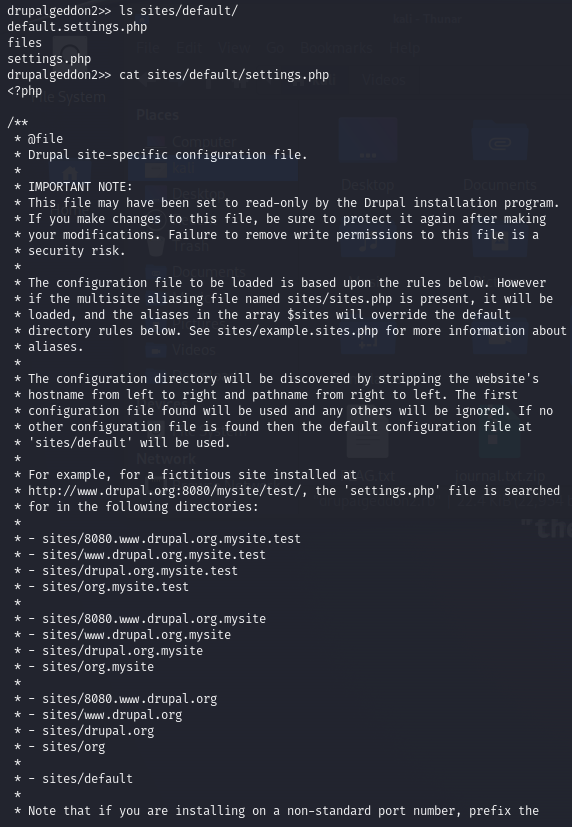 drupalgeddon2>> ls sites/default/
default.settings.php
files
settings.php
drupalgeddon2>> cat sites/default/settings.php
<?php

/**
 * @file
 * Drupal site-specific configuration file.
 *
 * IMPORTANT NOTE:
 * This file may have been set to read-only by the Drupal installation program.
 * If you make changes to this file, be sure to protect it again after making
 * your modifications. Failure to remove write permissions to this file is a
 * security risk.
 *
 * The configuration file to be loaded is based upon the rules below. However
 * if the multisite aliasing file named sites/sites.php is present, it will be
 * loaded, and the aliases in the array $sites will override the default
 * directory rules below. See sites/example.sites.php for more information about
 * aliases.
 *
 * The configuration directory will be discovered by stripping the website's
 * hostname from left to right and pathname from right to left. The first
 * configuration file found will be used and any others will be ignored. If no
 * other configuration file is found then the default configuration file at
 * 'sites/default' will be used.
 *
 * For example, for a fictitious site installed at
 * http://www.drupal.org:8080/mysite/test/, the 'settings.php' file is searched
 * for in the following directories:
 *
 * - sites/8080.www.drupal.org.mysite.test
 * - sites/www.drupal.org.mysite.test
 * - sites/drupal.org.mysite.test
 * - sites/org.mysite.test
 *
 * - sites/8080.www.drupal.org.mysite
 * - sites/www.drupal.org.mysite
 * - sites/drupal.org.mysite
 * - sites/org.mysite
 *
 * - sites/8080.www.drupal.org
 * - sites/www.drupal.org
 * - sites/drupal.org
 * - sites/org
 *
 * - sites/default
 *
 * Note that if you are installing on a non-standard port number, prefix the